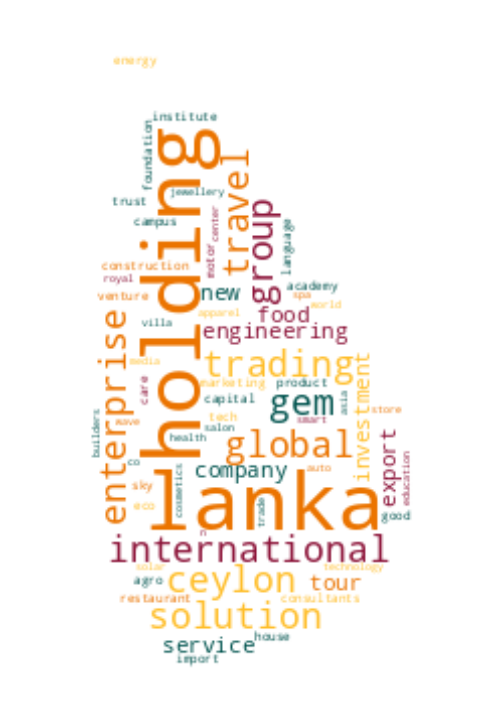 energy
institute
foundation
holding
travel
jewellery
trust
group
campus
center
motor
language
construction
royal
new
academy
venture
spa
world
apparel
food
villa
engineering
enterprise
media
trading
investment
care
marketing
product
capital
gem
asia
store
builders
wave
tech
smart
salon
health
global
export
co
company
auto
education
cosmetics
sky
lanka
eco
trade
good
n
international
solar
technology
agro
ceylon
tour
restaurant
consultants
solution
house
service
import